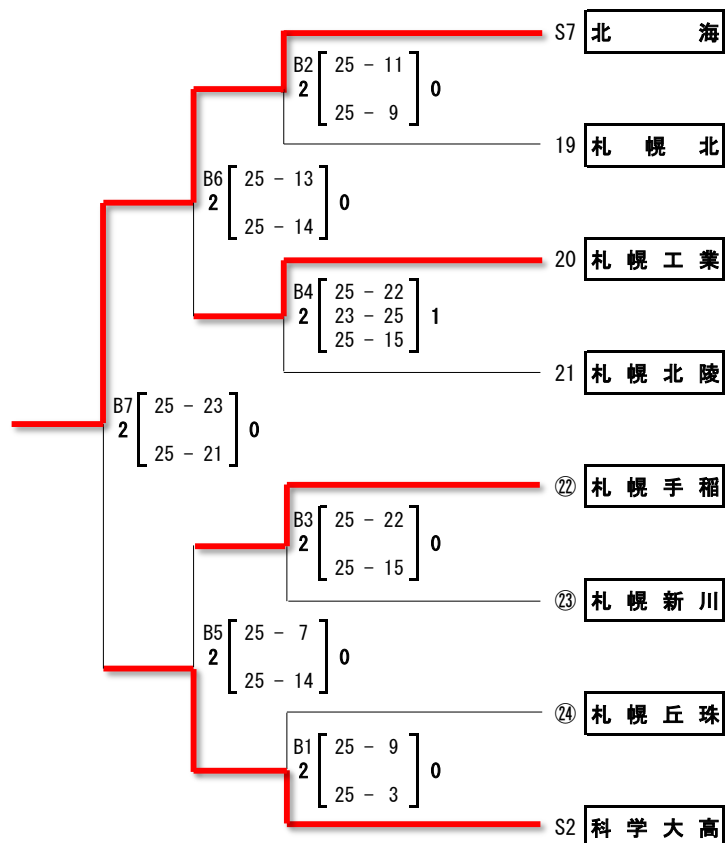 S7 北海
B2 25 - 11
2 0
25 - 9
19 札幌北
B6 25 - 13
2 0
25 - 14
20 札幌工業
B4 25 - 22
2 23 - 25 1
25 - 15
21 札幌北陵
B7 25 - 23
2 0
25 - 21
㉒ 札幌手稲
B3 25 - 22
2 0
25 - 15
㉓ 札幌新川
B5 25 - 7
2 0
25 - 14
㉔ 札幌丘珠
B1 25 - 9
2 0
25 - 3
S2 科学大高